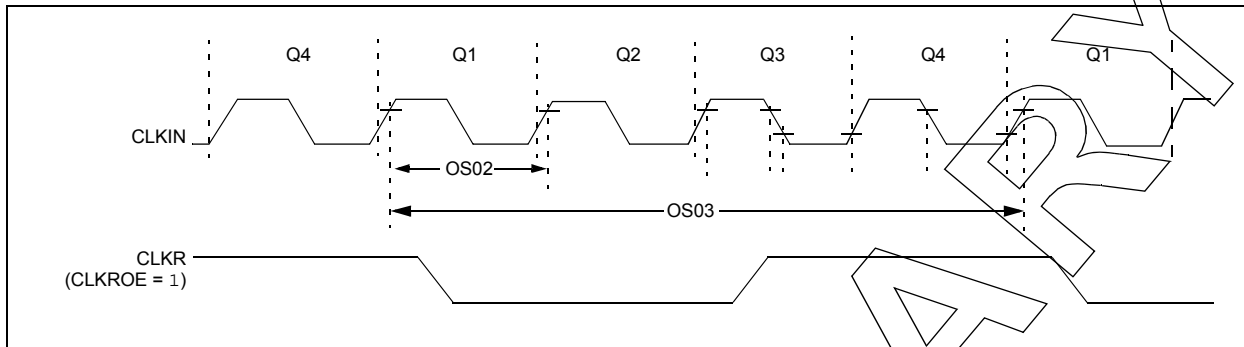 Q4 Q1 Q2 Q3 Q4 Q1
CLKIN
OS02
OS03
CLKR
(CLKROE = 1)
A R Y